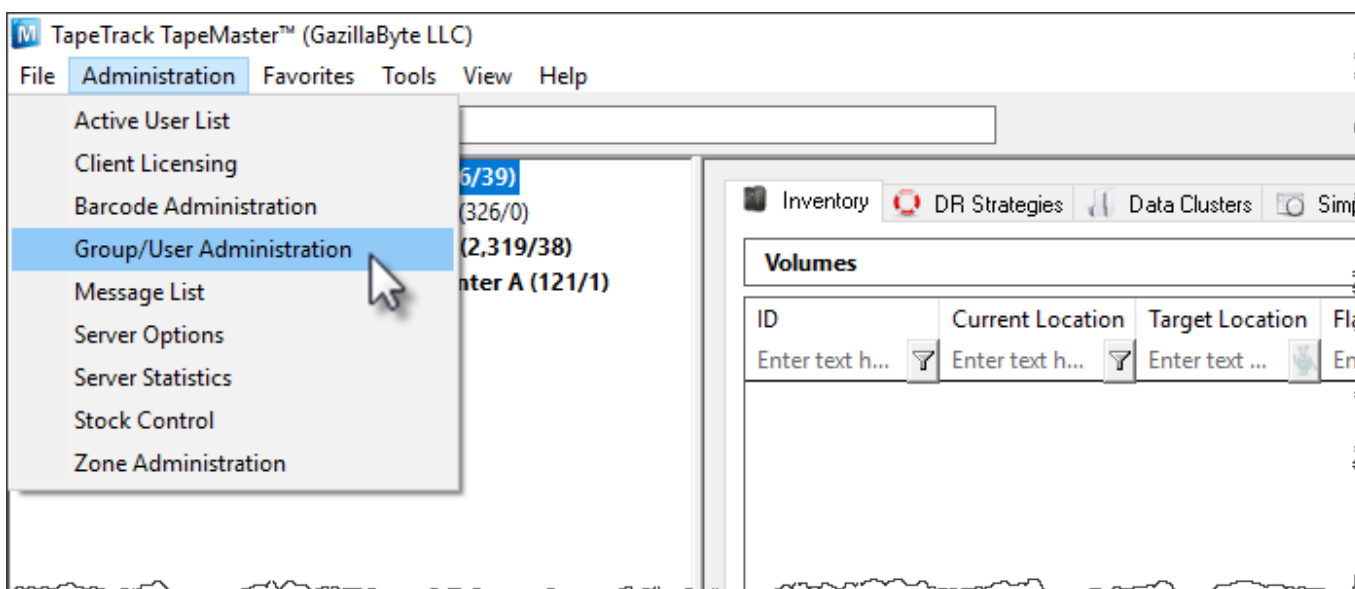 TapeTrack TapeMaster™ (GazillaByte LLC)
File Administration Favorites Tools View Help
Active User List
Client Licensing
Barcode Administration
Group/User Administration
Message List
Server Options
Server Statistics
Stock Control
Zone Administration
6/39)
(326/0)
(2,319/38)
nter A (121/1)
Inventory DR Strategies Data Clusters
Volumes
ID Current Location Target Location
Enter text h... Enter text h... Enter text ...